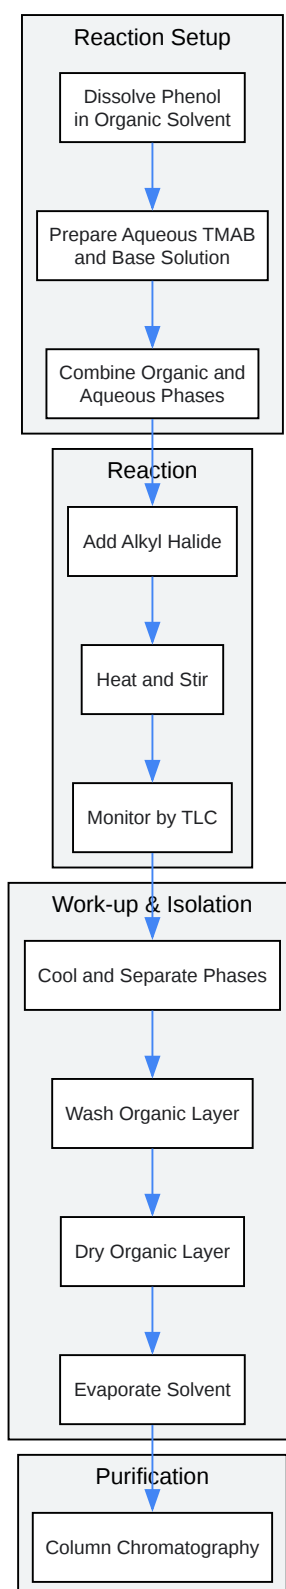 Reaction Setup
Dissolve Phenol
in Organic Solvent
Prepare Aqueous TMAB
and Base Solution
Combine Organic and
Aqueous Phases
Reaction
Add Alkyl Halide
Heat and Stir
Monitor by TLC
Work-up & Isolation
Cool and Separate Phases
Wash Organic Layer
Dry Organic Layer
Evaporate Solvent
Purification
Column Chromatography